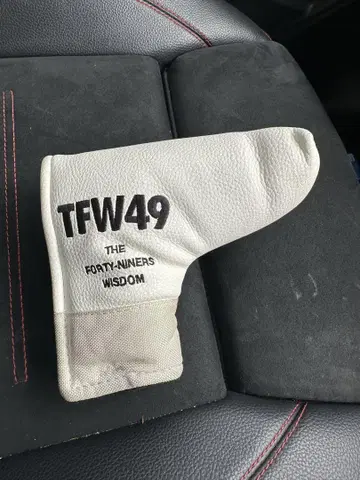 TFW49
THE
FORTY-NINERS
WISDOM